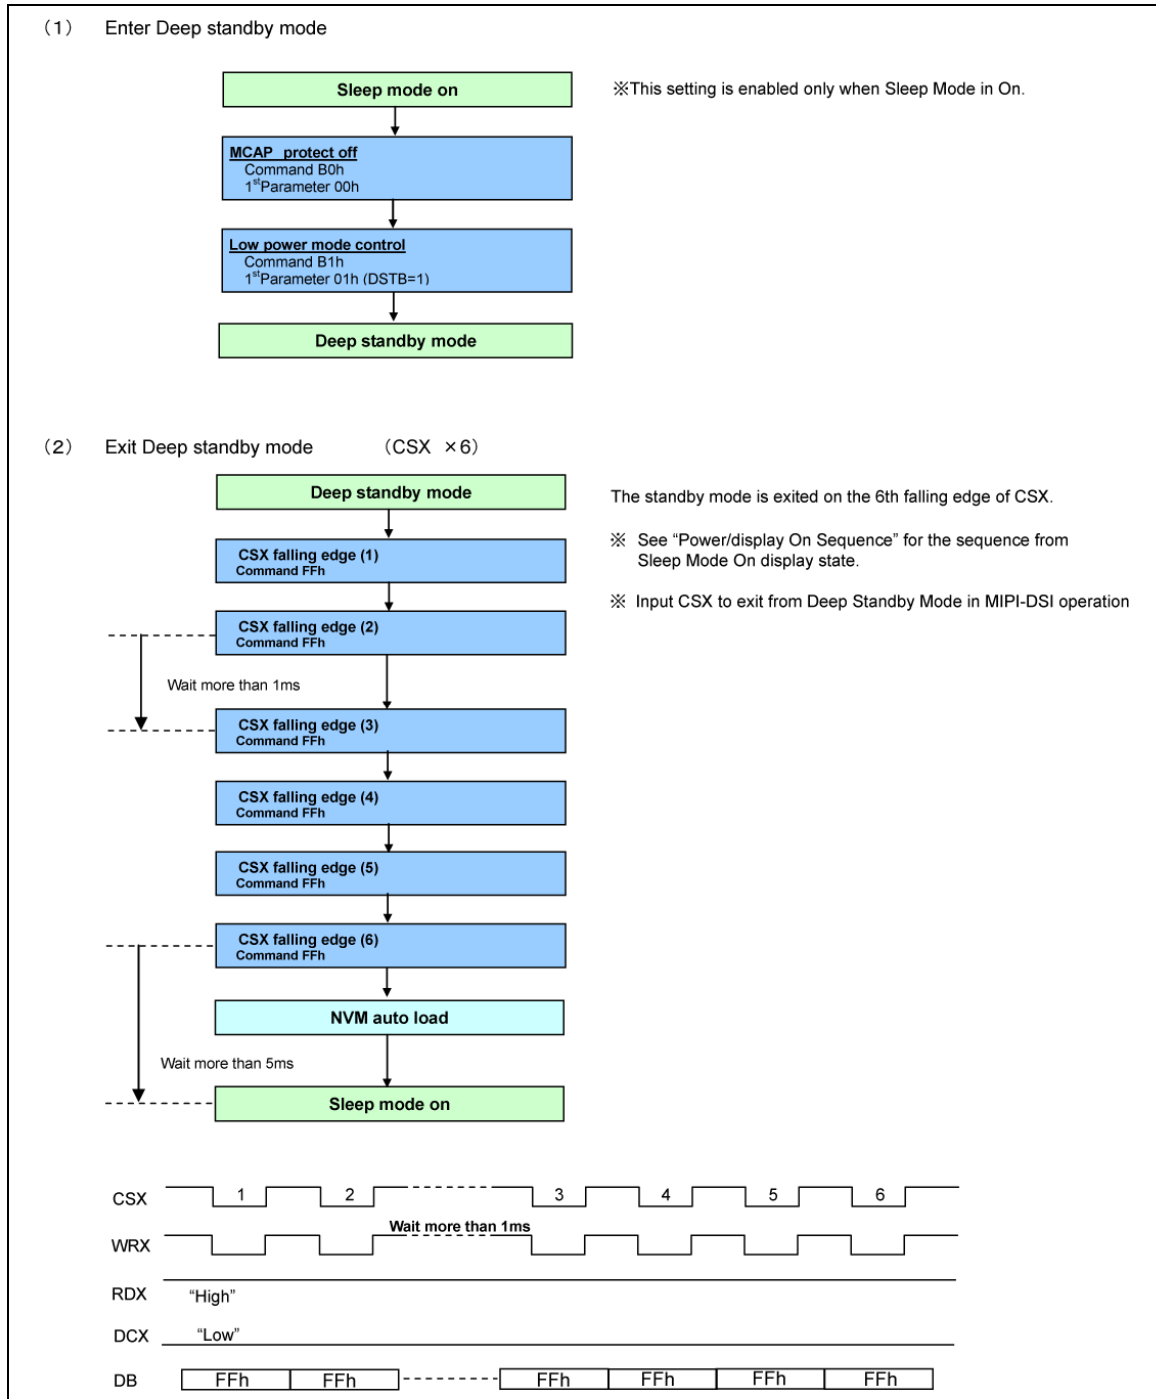 （1） Enter Deep standby mode
Sleep mode on
※This setting is enabled only when Sleep Mode in On.
MCAP protect off
Command B0h
1stParameter 00h
Low power mode control
Command B1h
1stParameter 01h (DSTB=1)
Deep standby mode
（2） Exit Deep standby mode （CSX ×6）
Deep standby mode
The standby mode is exited on the 6th falling edge of CSX.
※ See “Power/display On Sequence” for the sequence from
Sleep Mode On display state.
※ Input CSX to exit from Deep Standby Mode in MIPI-DSI operation
CSX falling edge (1)
Command FFh
CSX falling edge (2)
Command FFh
Wait more than 1ms
CSX falling edge (3)
Command FFh
CSX falling edge (4)
Command FFh
CSX falling edge (5)
Command FFh
CSX falling edge (6)
Command FFh
NVM auto load
Wait more than 5ms
Sleep mode on
CSX 1 2 3 4 5 6
Wait more than 1ms
WRX
RDX “High”
DCX “Low”
DB FFh FFh FFh FFh FFh FFh